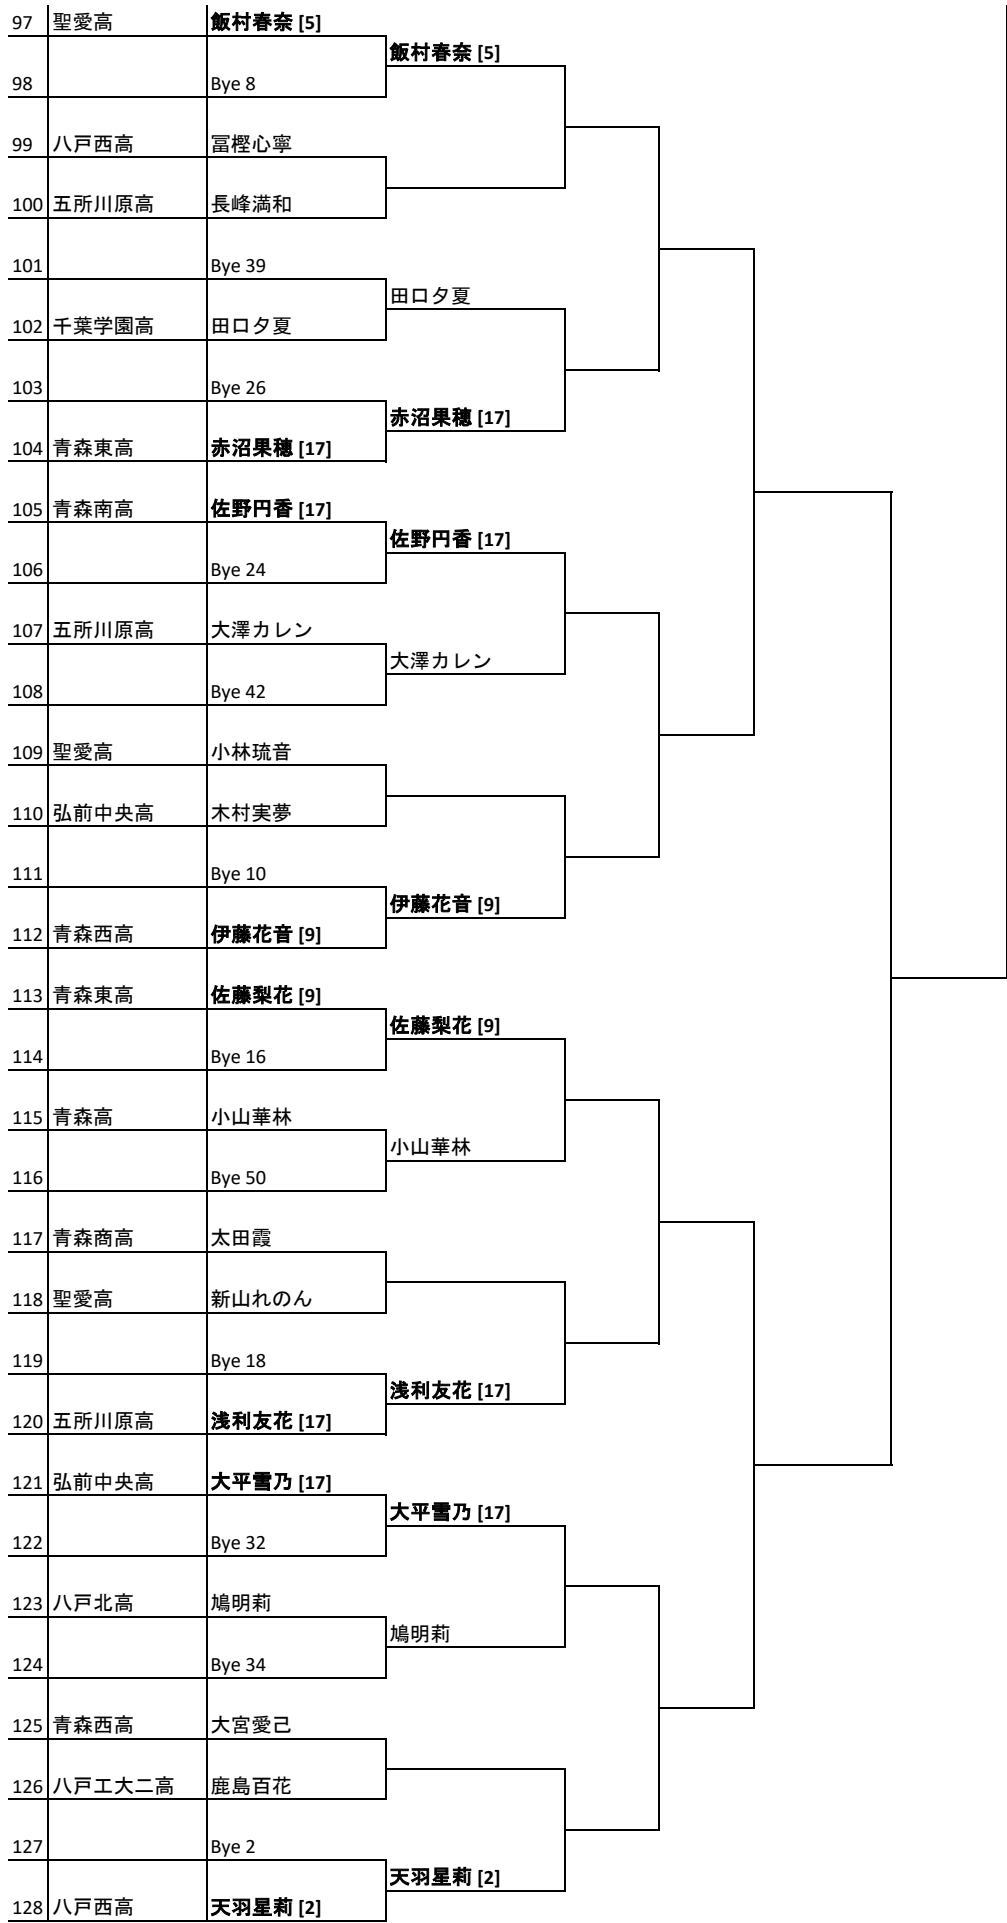 97 聖愛高 飯村春奈 [5]
飯村春奈 [5]
98 Bye 8
99 八戸西高 冨樫心寧
100 五所川原高 長峰満和
101 Bye 39
田口夕夏
102 千葉学園高 田口夕夏
103 Bye 26
赤沼果穂 [17]
104 青森東高 赤沼果穂 [17]
105 青森南高 佐野円香 [17]
佐野円香 [17]
106 Bye 24
107 五所川原高 大澤カレン
大澤カレン
108 Bye 42
109 聖愛高 小林琉音
110 弘前中央高 木村実夢
111 Bye 10
伊藤花音 [9]
112 青森西高 伊藤花音 [9]
113 青森東高 佐藤梨花 [9]
佐藤梨花 [9]
114 Bye 16
115 青森高 小山華林
小山華林
116 Bye 50
117 青森商高 太田霞
118 聖愛高 新山れのん
119 Bye 18
浅利友花 [17]
120 五所川原高 浅利友花 [17]
121 弘前中央高 大平雪乃 [17]
大平雪乃 [17]
122 Bye 32
123 八戸北高 鳩明莉
鳩明莉
124 Bye 34
125 青森西高 大宮愛己
126 八戸工大二高 鹿島百花
127 Bye 2
天羽星莉 [2]
128 八戸西高 天羽星莉 [2]